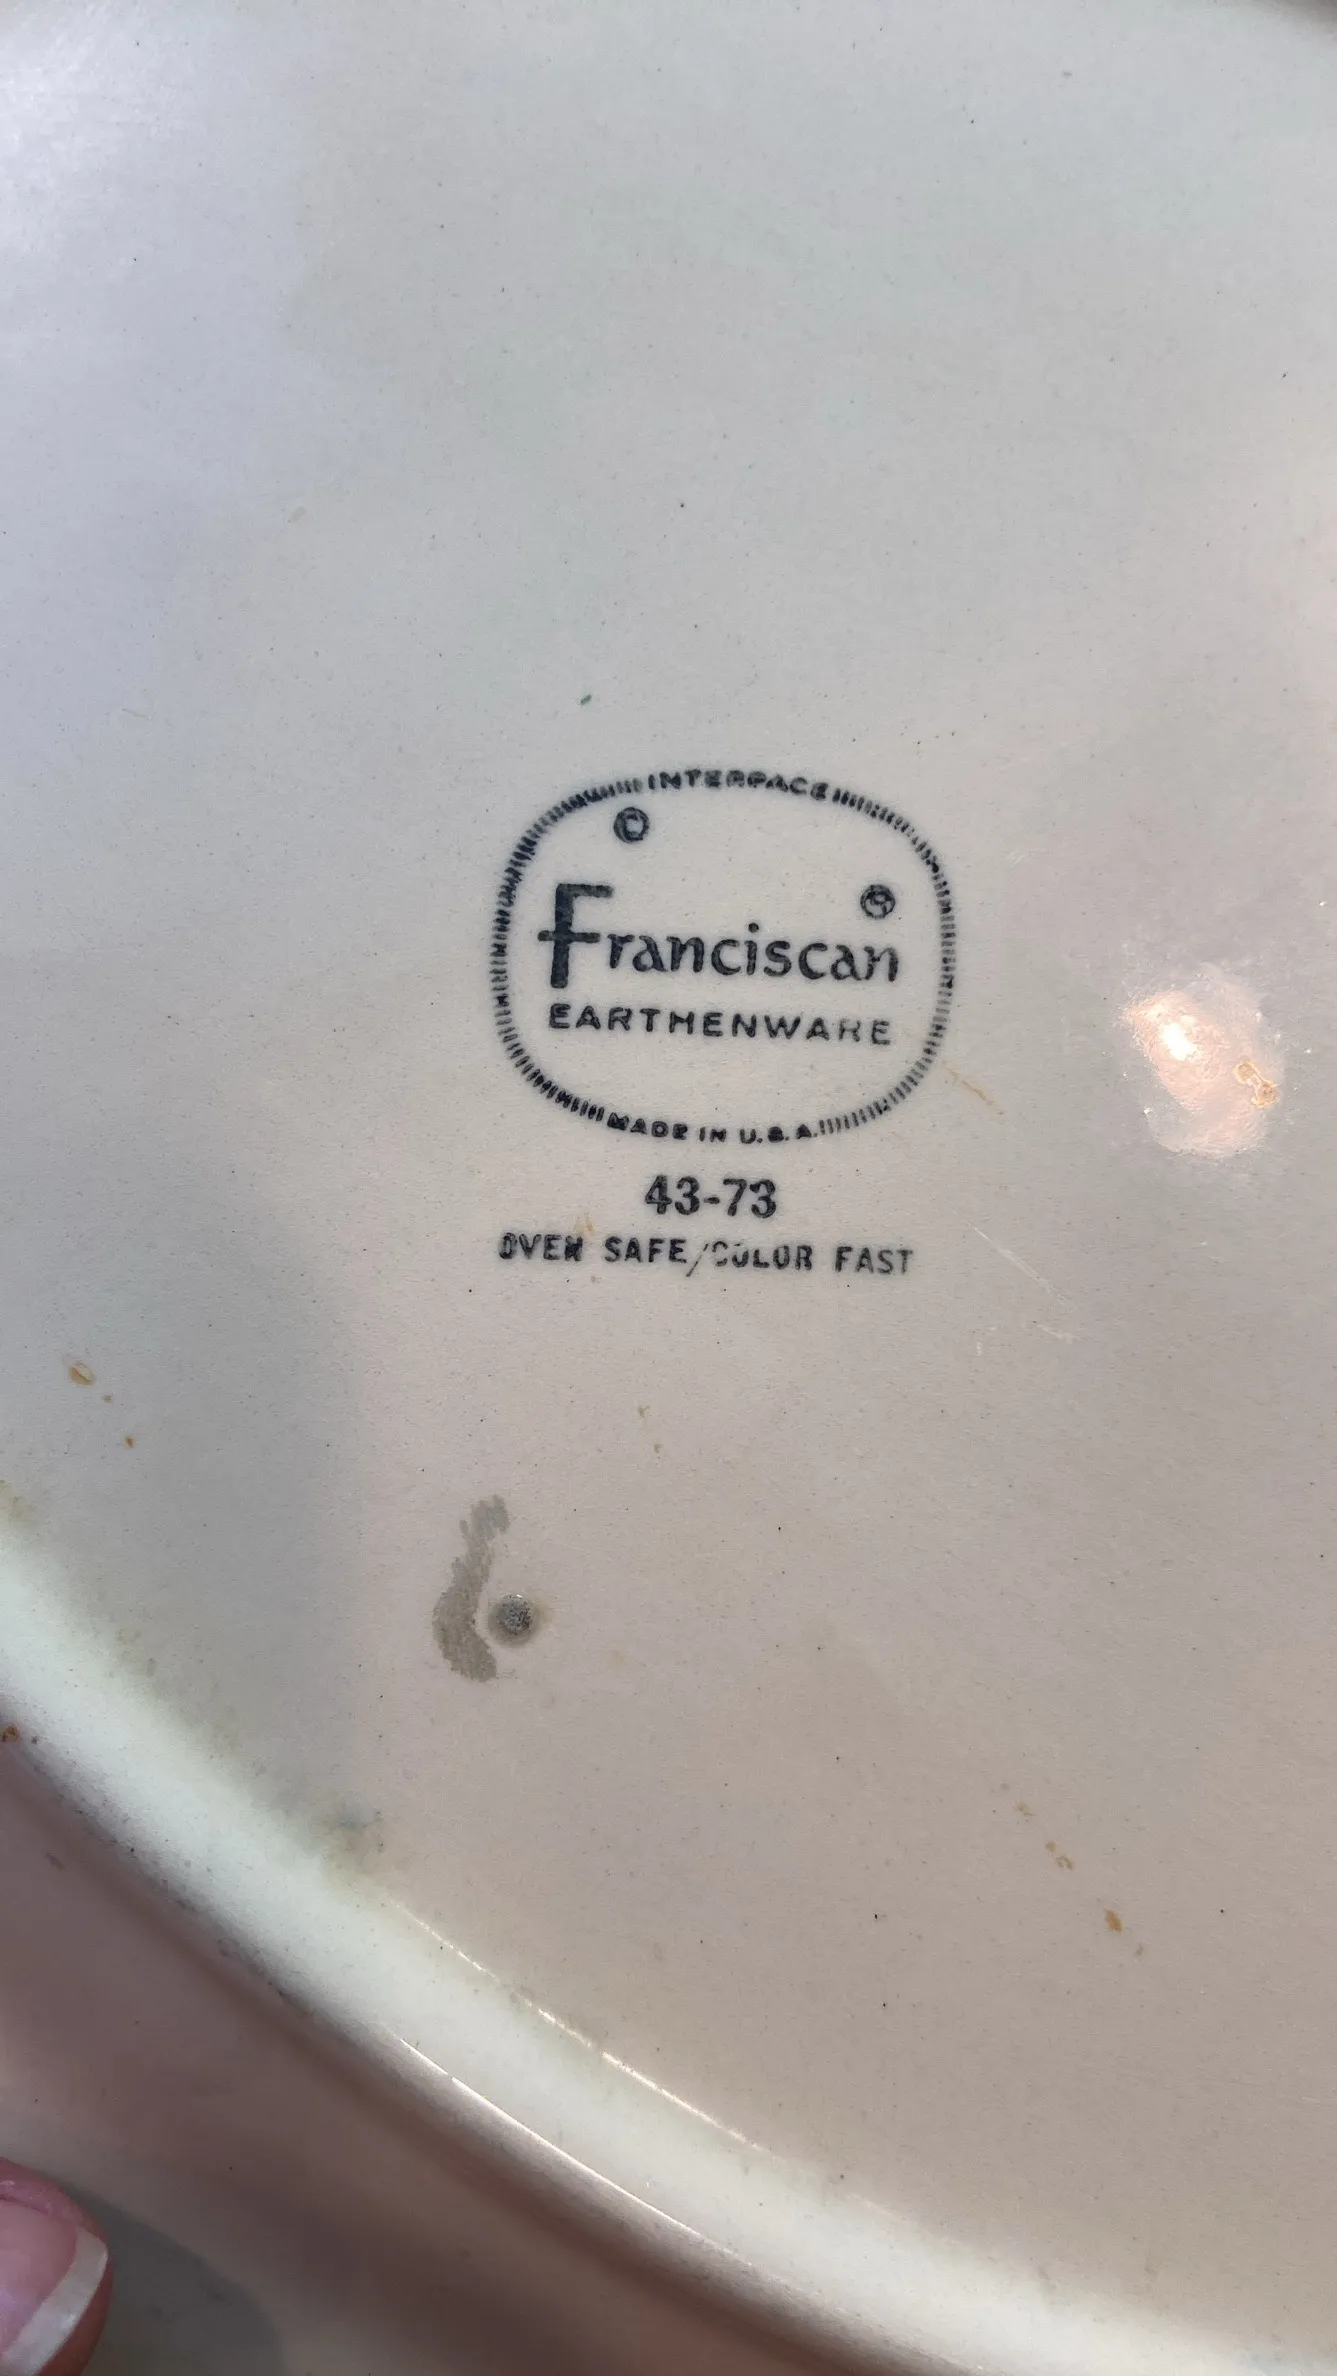 INTERPACE
©
®
Franciscan
EARTHENWARE
MADE IN U.S.A.
43-73
OVEN SAFE/COLOR FAST